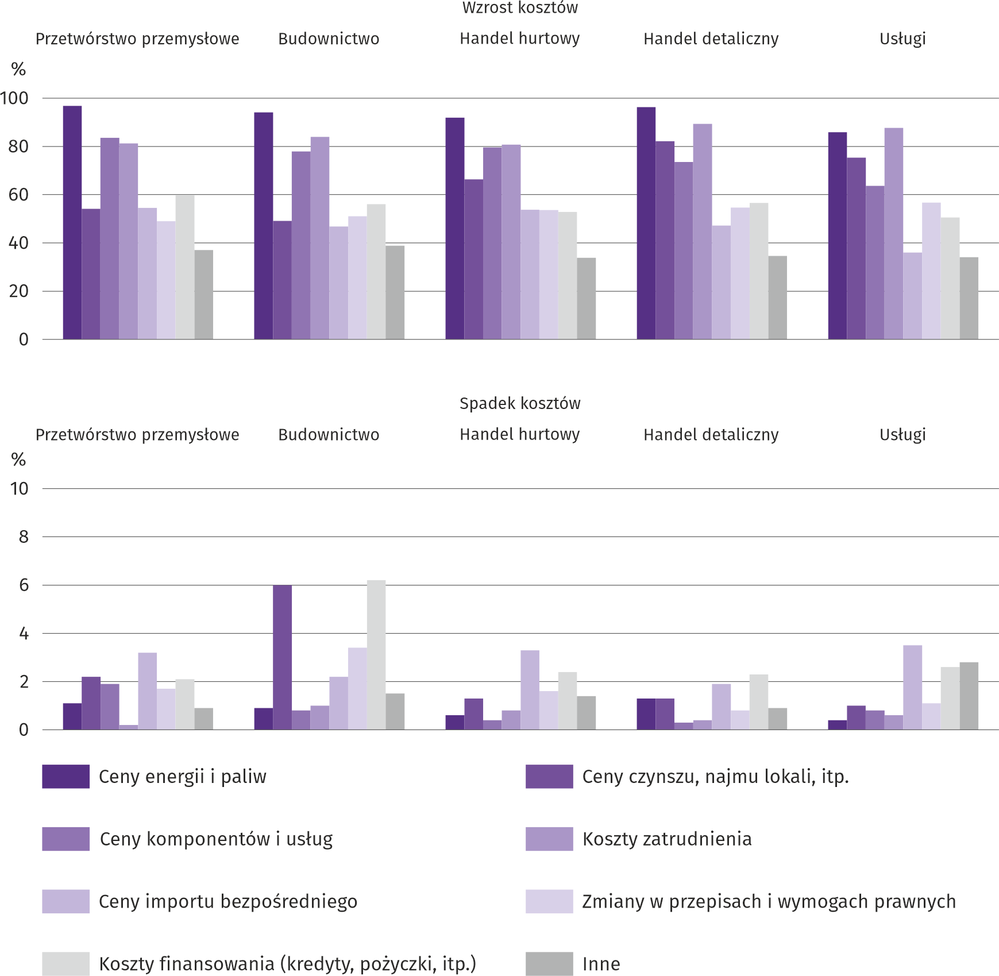 Wzrost kosztów
Przetwórstwo przemysłowe Budownictwo Handel hurtowy Handel detaliczny Usługi
%
100
80
60
40
20
0
Spadek kosztów
Przetwórstwo przemysłowe Budownictwo Handel hurtowy Handel detaliczny Usługi
%
10
8
6
4
2
0
Ceny energii i paliw Ceny czynszu, najmu lokali, itp.
Ceny komponentów i usług Koszty zatrudnienia
Ceny importu bezpośredniego Zmiany w przepisach i wymogach prawnych
Koszty finansowania (kredyty, pożyczki, itp.) Inne